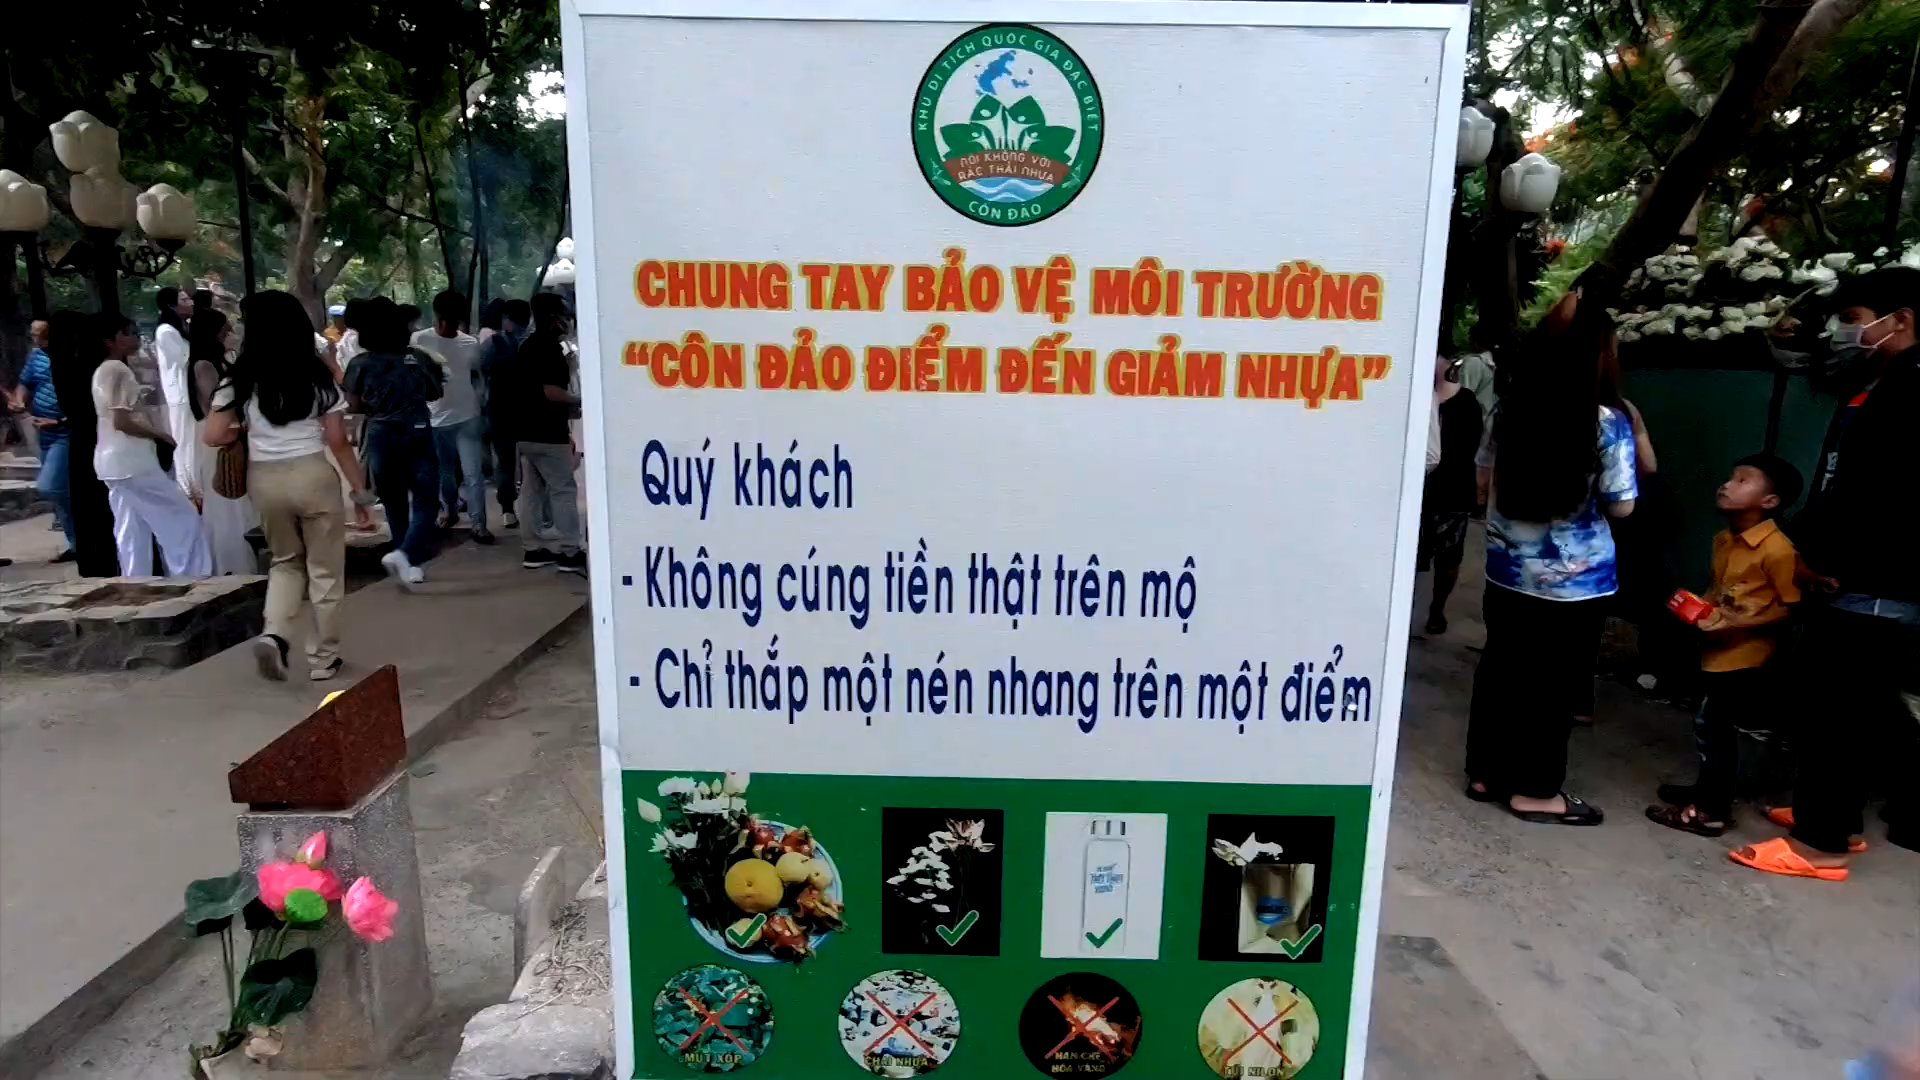 KHU DI TÍCH QUỐC GIA ĐẶC BIỆT
NÓI KHÔNG VỚI
RÁC THẢI NHỰA
CÔN ĐẢO
CHUNG TAY BẢO VỆ MÔI TRƯỜNG
“CÔN ĐẢO ĐIỂM ĐẾN GIẢM NHỰA”
Quý khách
- Không cúng tiền thật trên mộ
- Chỉ thắp một nén nhang trên một điểm
MÚT XỐP
CHAI NHỰA
HẠN CHẾ
HÓA VÀNG
TÚI NILON